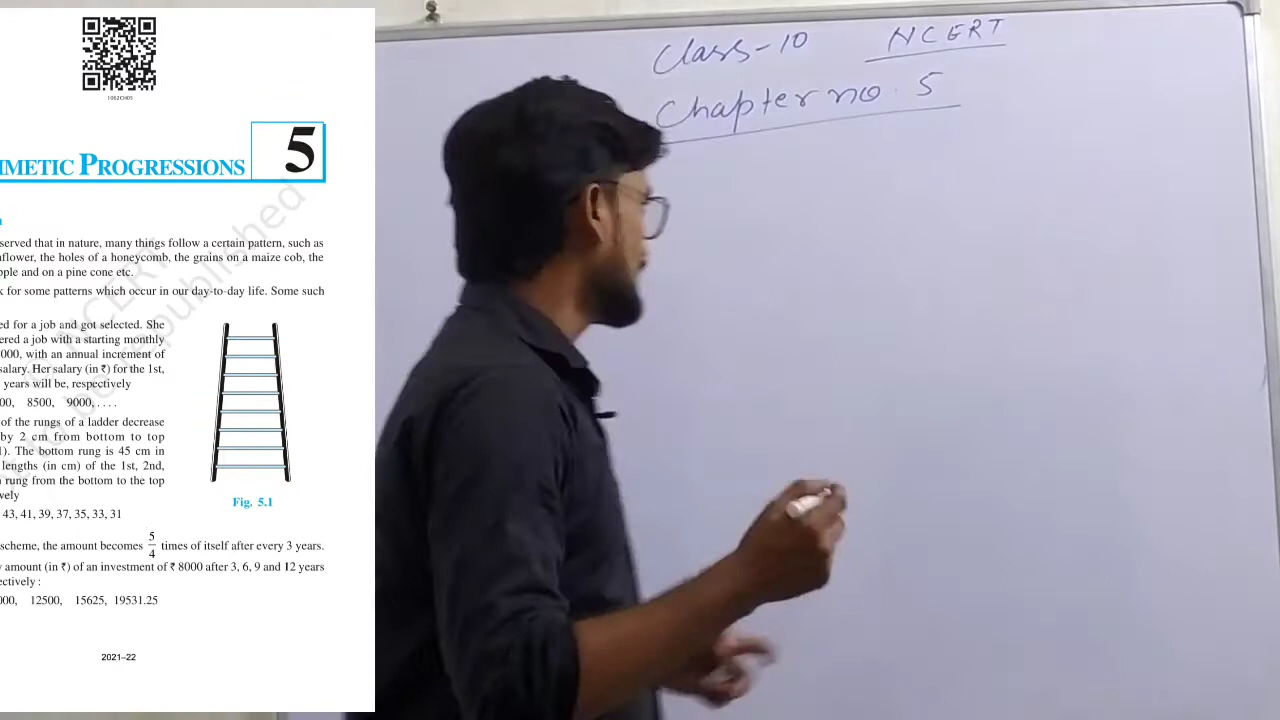 1062CH05
IMETIC PROGRESSIONS
5
served that in nature, many things follow a certain pattern, such as
nflower, the holes of a honeycomb, the grains on a maize cob, the
pple and on a pine cone etc.
k for some patterns which occur in our day-to-day life. Some such
ed for a job and got selected. She
ered a job with a starting monthly
000, with an annual increment of
salary. Her salary (in ₹) for the 1st,
years will be, respectively
00, 8500, 9000, . . . .
of the rungs of a ladder decrease
by 2 cm from bottom to top
1). The bottom rung is 45 cm in
lengths (in cm) of the 1st, 2nd,
n rung from the bottom to the top
vely
43, 41, 39, 37, 35, 33, 31
Fig. 5.1
scheme, the amount becomes 5/4 times of itself after every 3 years.
y amount (in ₹) of an investment of ₹ 8000 after 3, 6, 9 and 12 years
ectively :
000, 12500, 15625, 19531.25
2021–22
NCERT
be republished
Class-10 NCERT
Chapter no. 5